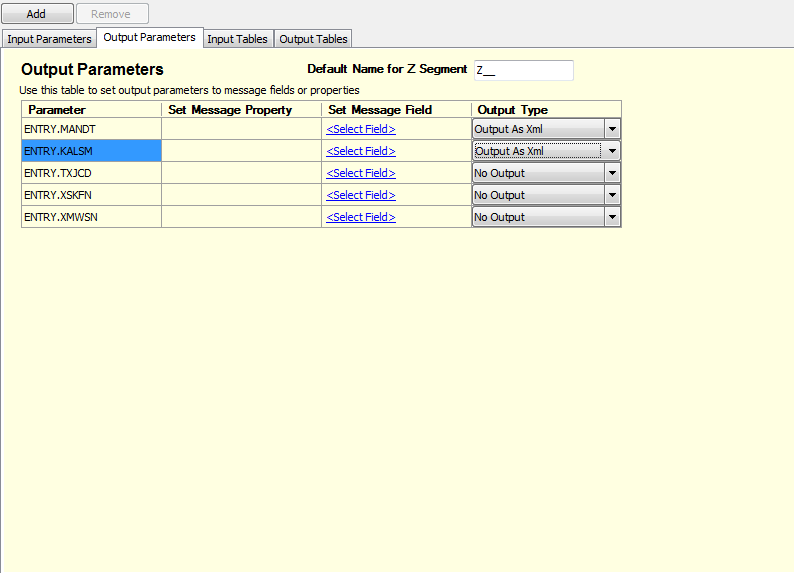 Add Remove
Input Parameters Output Parameters Input Tables Output Tables
Output Parameters Default Name for Z Segment Z__
Use this table to set output parameters to message fields or properties
Parameter Set Message Property Set Message Field Output Type
ENTRY.MANDT <Select Field> Output As Xml
ENTRY.KALSM <Select Field> Output As Xml
ENTRY.TXJCD <Select Field> No Output
ENTRY.XSKFN <Select Field> No Output
ENTRY.XMWSN <Select Field> No Output